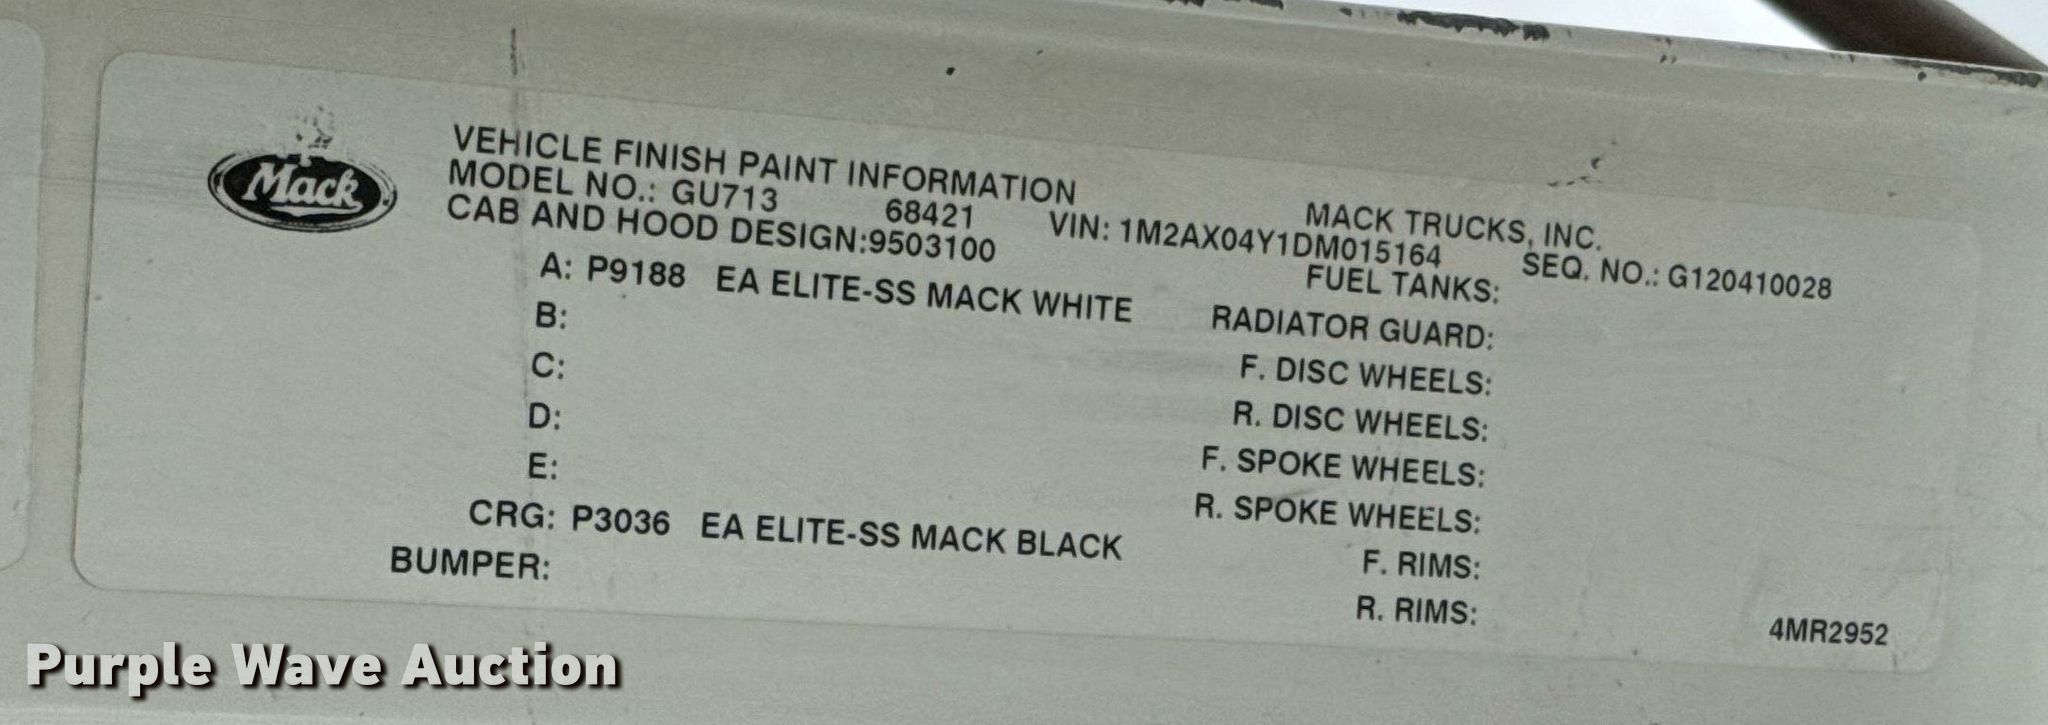 Mack
VEHICLE FINISH PAINT INFORMATION
MACK TRUCKS, INC.
MODEL NO.: GU713 68421 VIN: 1M2AX04Y1DM015164 SEQ. NO.: G120410028
CAB AND HOOD DESIGN:9503100
FUEL TANKS:
A: P9188 EA ELITE-SS MACK WHITE
RADIATOR GUARD:
B:
F. DISC WHEELS:
C:
R. DISC WHEELS:
D:
F. SPOKE WHEELS:
E:
R. SPOKE WHEELS:
CRG: P3036 EA ELITE-SS MACK BLACK
F. RIMS:
BUMPER:
R. RIMS:
4MR2952
Purple Wave Auction